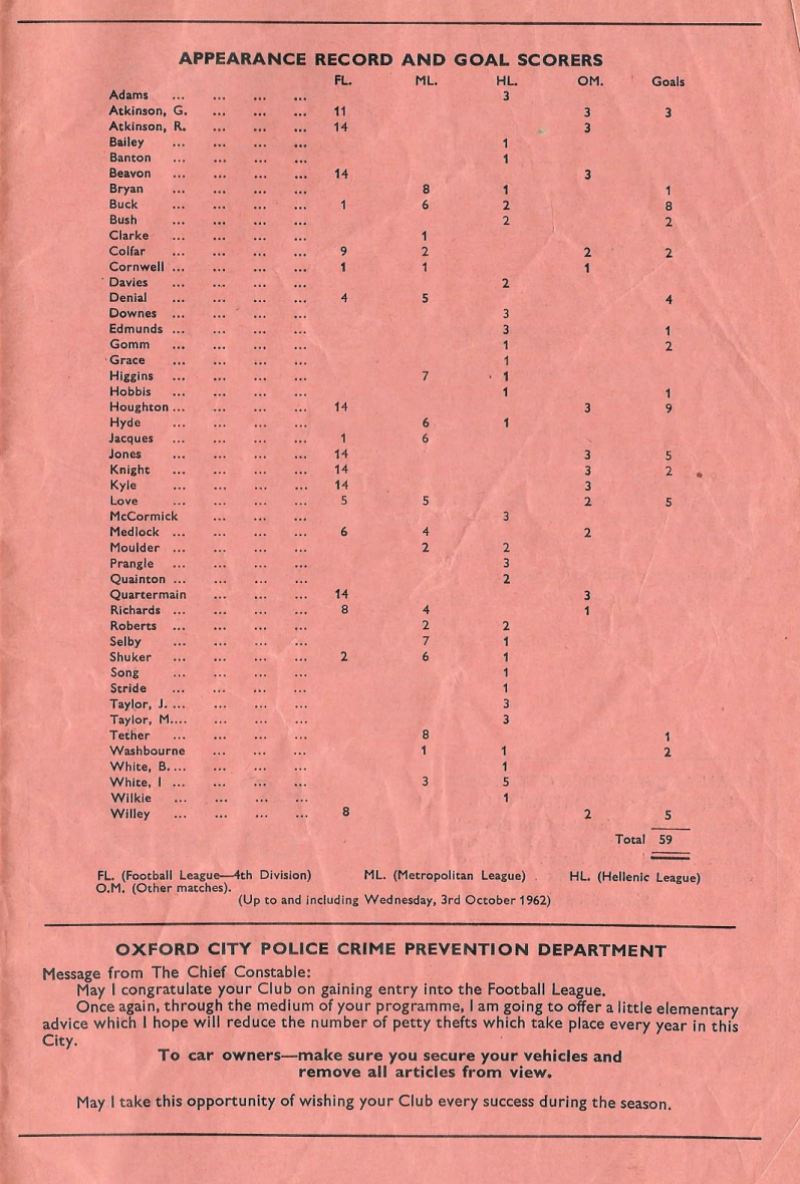 APPEARANCE RECORD AND GOAL SCORERS
FL. ML. HL. OM. Goals
Adams ... ... ... ... 3
Atkinson, G. ... ... ... 11 3 3
Atkinson, R. ... ... ... 14 3
Bailey ... ... ... ... 1
Banton ... ... ... ... 1
Beavon ... ... ... ... 14 3
Bryan ... ... ... ... 8 1 1
Buck ... ... ... ... 1 6 2 8
Bush ... ... ... ... 2 2
Clarke ... ... ... ... 1
Colfar ... ... ... ... 9 2 2 2
Cornwell ... ... ... ... 1 1 1
Davies ... ... ... ... 2
Denial ... ... ... ... 4 5 4
Downes ... ... ... ... 3
Edmunds ... ... ... ... 3 1
Gomm ... ... ... ... 1 2
Grace ... ... ... ... 1
Higgins ... ... ... ... 7 1
Hobbis ... ... ... ... 1 1
Houghton ... ... ... ... 14 3 9
Hyde ... ... ... ... 6 1
Jacques ... ... ... ... 1 6
Jones ... ... ... ... 14 3 5
Knight ... ... ... ... 14 3 2
Kyle ... ... ... ... 14 3
Love ... ... ... ... 5 5 2 5
McCormick ... ... ... 3
Medlock ... ... ... ... 6 4 2
Moulder ... ... ... ... 2 2
Prangle ... ... ... ... 3
Quainton ... ... ... ... 2
Quartermain ... ... ... 14 3
Richards ... ... ... ... 8 4 1
Roberts ... ... ... ... 2 2
Selby ... ... ... ... 7 1
Shuker ... ... ... ... 2 6 1
Song ... ... ... ... 1
Stride ... ... ... ... 1
Taylor, J. ... ... ... ... 3
Taylor, M.... ... ... ... 3
Tether ... ... ... ... 8 1
Washbourne ... ... ... 1 1 2
White, B. ... ... ... ... 1
White, I ... ... ... ... 3 5
Wilkie ... ... ... ... 1
Willey ... ... ... ... 8 2 5
Total 59
FL. (Football League—4th Division) ML. (Metropolitan League) HL. (Hellenic League)
O.M. (Other matches).
(Up to and including Wednesday, 3rd October 1962)
OXFORD CITY POLICE CRIME PREVENTION DEPARTMENT
Message from The Chief Constable:
May I congratulate your Club on gaining entry into the Football League.
Once again, through the medium of your programme, I am going to offer a little elementary
advice which I hope will reduce the number of petty thefts which take place every year in this
City.
To car owners—make sure you secure your vehicles and
remove all articles from view.
May I take this opportunity of wishing your Club every success during the season.